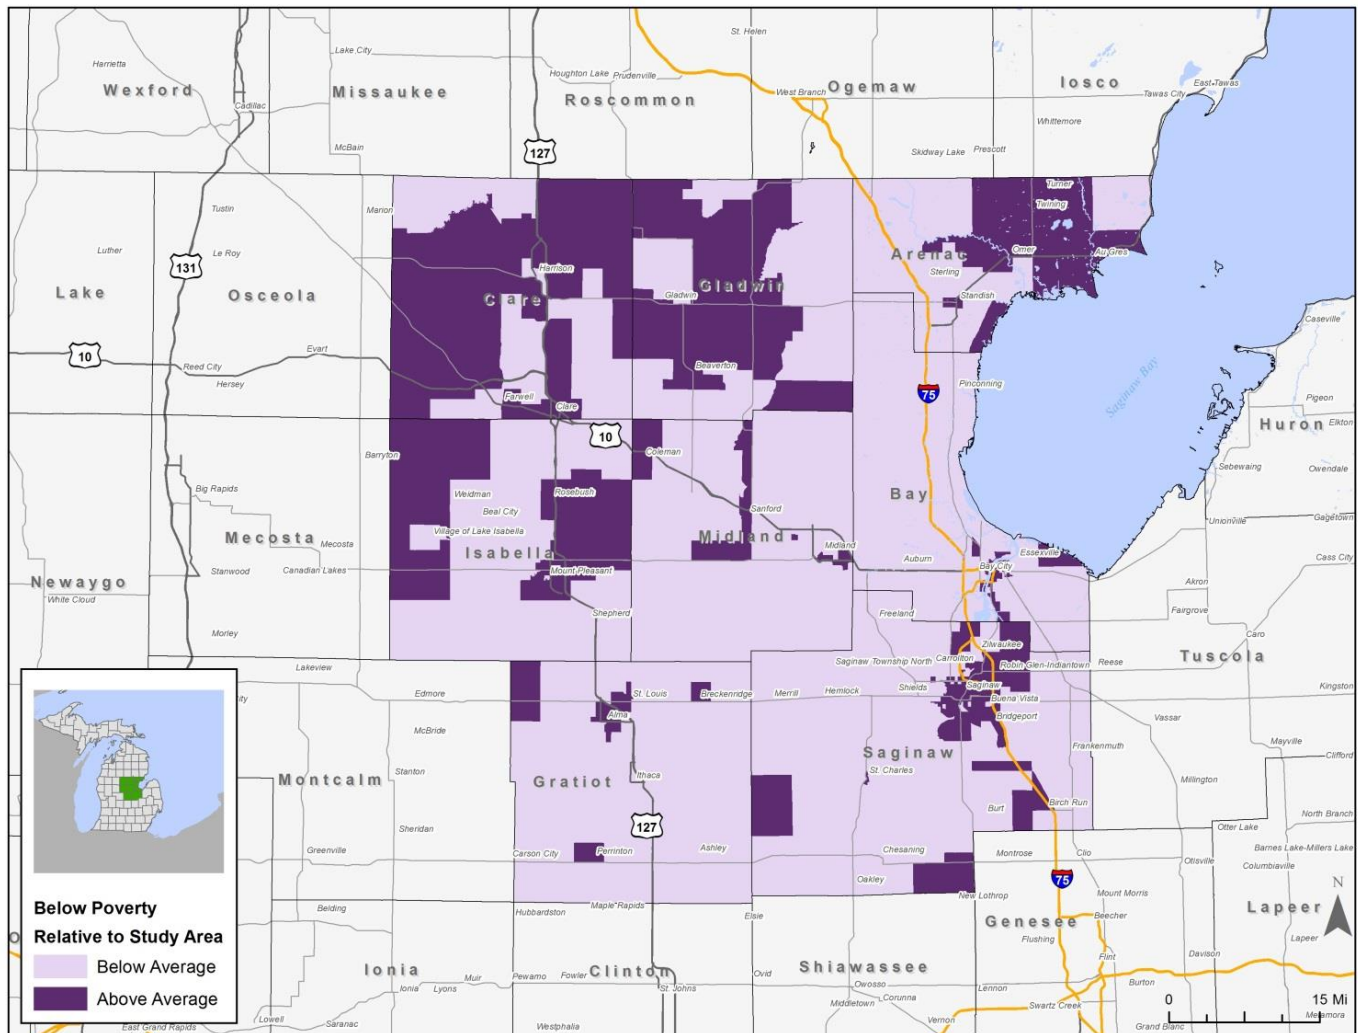 St. Helen
Harrietta
Lake City
Houghton Lake
Prudenville
Wexford
Missaukee
Roscommon
West Branch
Ogemaw
Iosco
East Tawas
Tawas City
Cadillac
Whittemore
McBain
127
Skidway Lake
Prescott
Tustin
Marion
Turner
Twining
Luther
Le Roy
131
Harrison
Arenac
Omer
Au Gres
Sterling
Lake
Osceola
Clare
Gladwin
Gladwin
Standish
Caseville
10
Evart
Reed City
Hersey
Beaverton
75
Pinconning
Saginaw Bay
Farwell
Clare
Pigeon
Huron
Elkton
10
Barryton
Coleman
Sebewaing
Owendale
Big Rapids
Weidman
Rosebush
Bay
Beal City
Sanford
Unionville
Gagetown
Mecosta
Mecosta
Village of Lake Isabella
Isabella
Midland
Midland
Auburn
Essexville
Cass City
Stanwood
Canadian Lakes
Mount Pleasant
Bay City
Newaygo
Akron
White Cloud
Shepherd
Freeland
Fairgrove
Morley
Caro
Zilwaukee
Tuscola
Lakeview
Saginaw Township North
Carrollton
Robin Glen-Indiantown
Reese
ity
Edmore
St. Louis
Breckenridge
Merrill
Hemlock
Shields
Saginaw
Buena Vista
Kingston
Alma
Bridgeport
Vassar
McBride
Saginaw
Frankenmuth
Mayville
Clifford
Montcalm
Stanton
Gratiot
Ithaca
St. Charles
Millington
Burt
Birch Run
Sheridan
127
North Branch
Otter Lake
Greenville
Carson City
Perrinton
Ashley
Chesaning
Montrose
Clio
Otisville
Barnes Lake-Millers Lake
Columbiaville
Oakley
75
New Lothrop
Mount Morris
N
Belding
Hubbardston
Maple Rapids
Elsie
Genesee
Beecher
Lapeer
Flushing
Lapeer
Ionia
Muir
Pewamo
Fowler
Clinton
Ovid
Shiawassee
Flint
Davison
Ionia
Lyons
St. Johns
Owosso
Lennon
Burton
Middletown
Corunna
Swartz Creek
Lowell
Saranac
Vernon
East Grand Rapids
Westphalia
Grand Blanc
Metamora
0
15 Mi
Below Poverty
Relative to Study Area
Below Average
Above Average